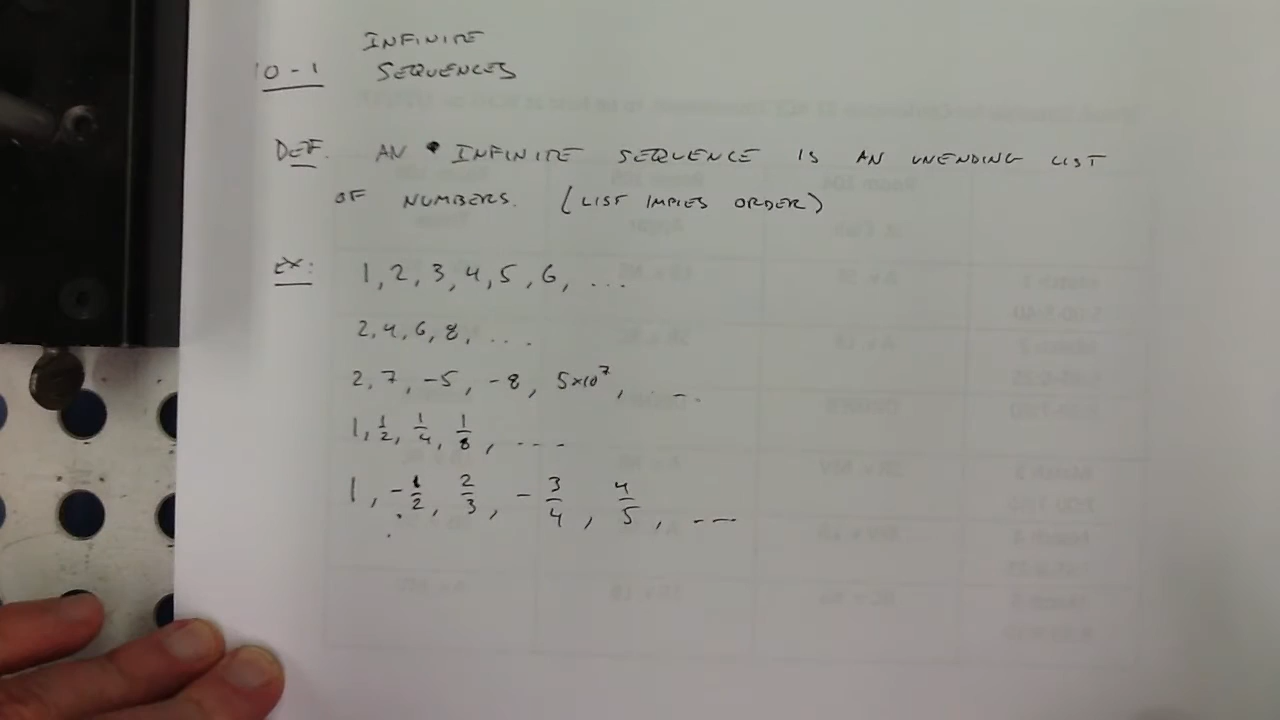 INFINITE
10-1 SEQUENCES
DEF. AN INFINITE SEQUENCE IS AN UNENDING LIST
OF NUMBERS. (LIST IMPIES ORDER)
EX: 1, 2, 3, 4, 5, 6, ...
2, 4, 6, 8, ...
2, 7, -5, -8, 5×10⁷, ...
1, 1/2, 1/4, 1/8, ...
1, -1/2, 2/3, -3/4, 4/5, ...